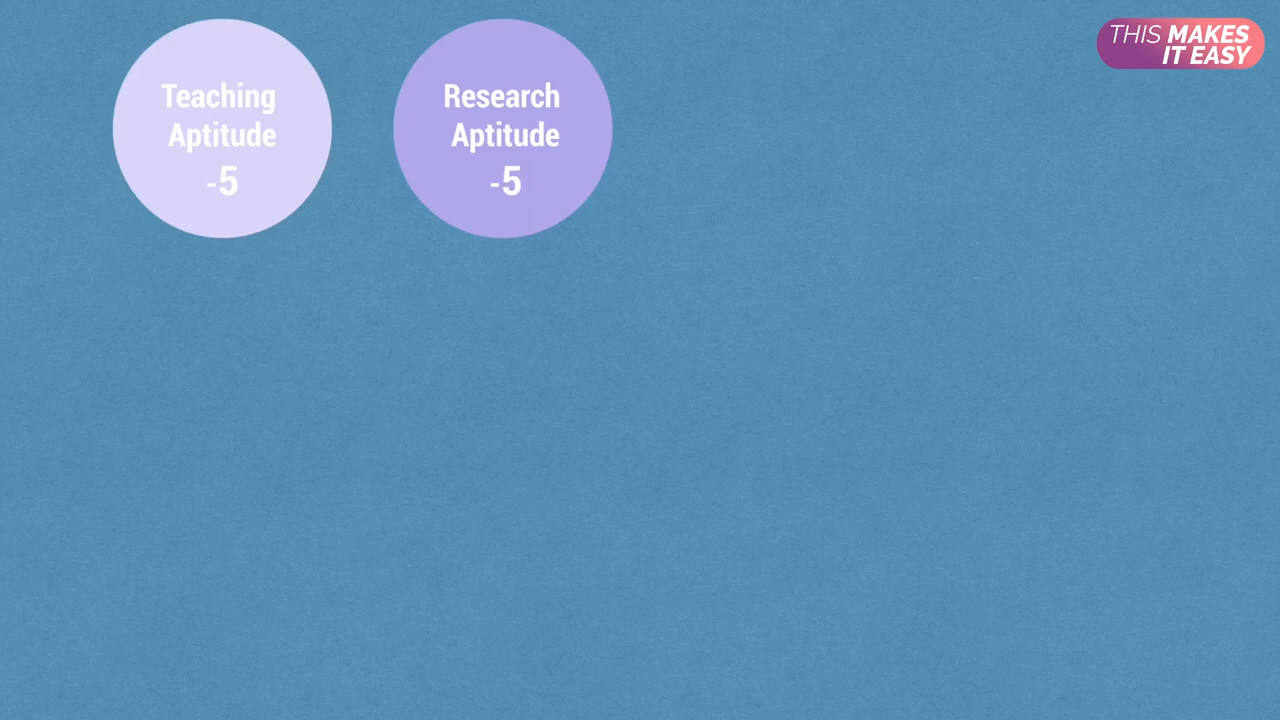 Teaching
Aptitude
-5
Research
Aptitude
-5
THIS MAKES
IT EASY